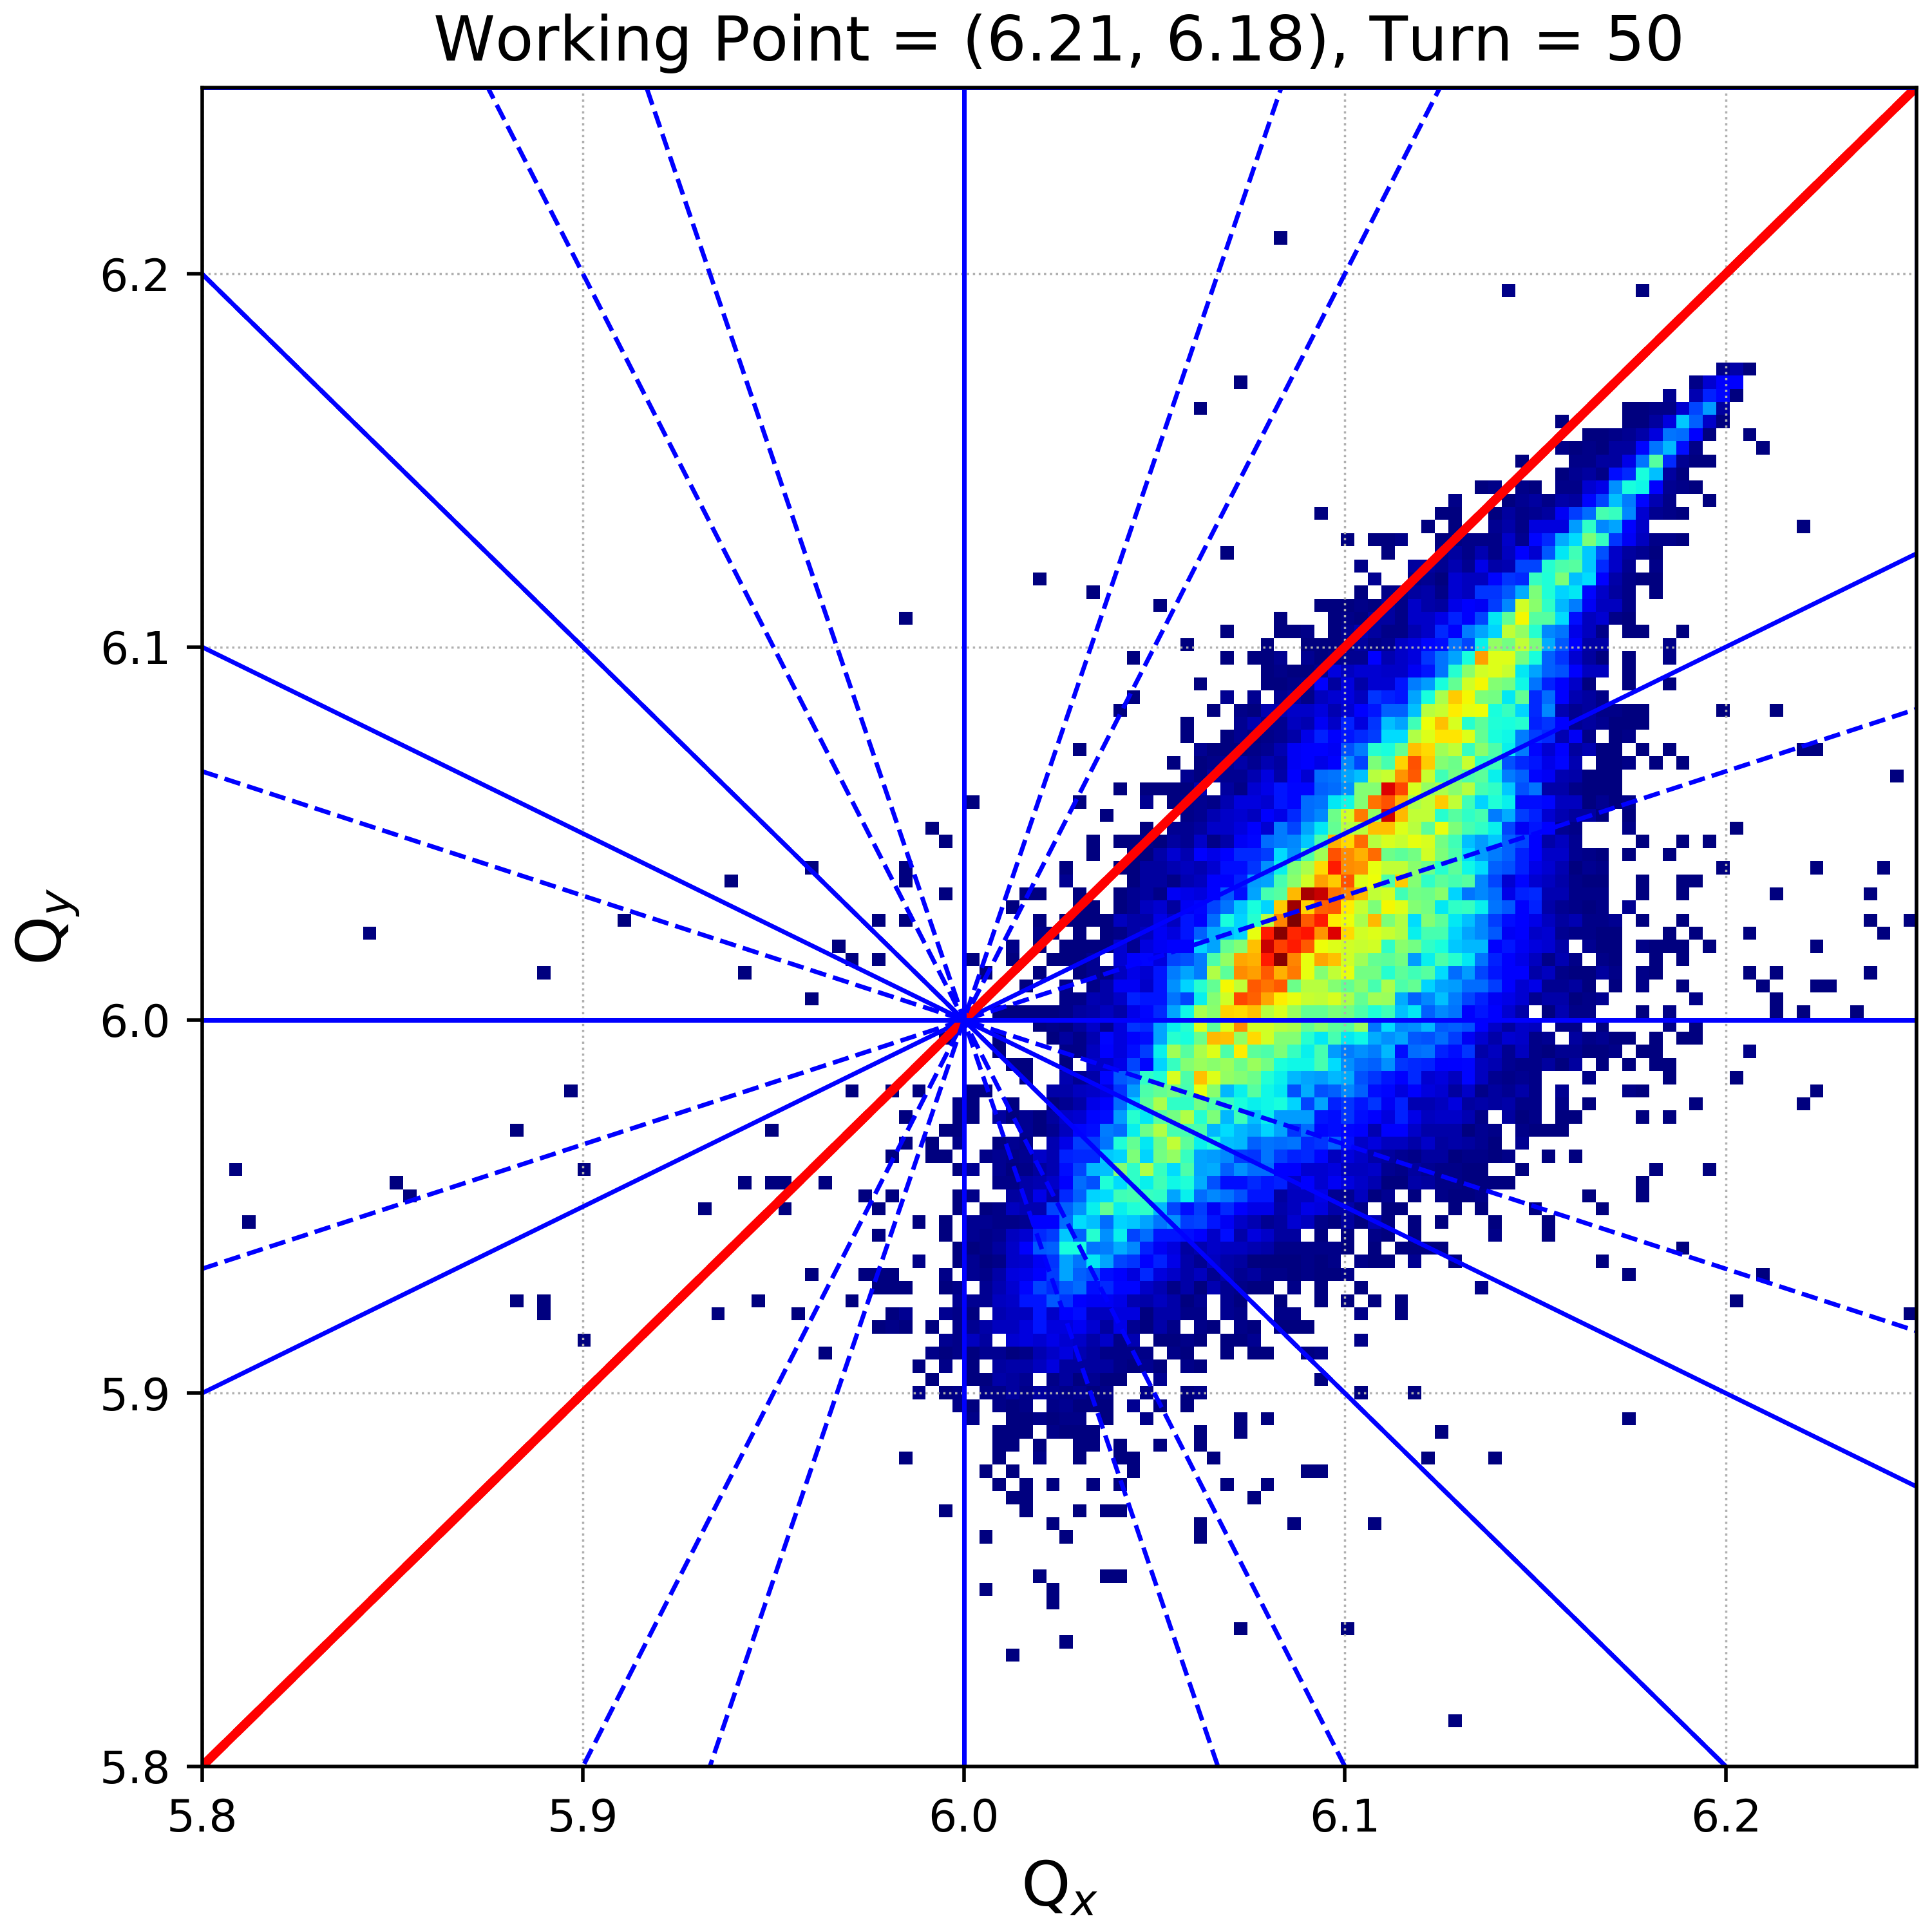 Working Point = (6.21, 6.18), Turn = 50
6.2
6.1
6.0
5.9
5.8
Qy
5.8 5.9 6.0 6.1 6.2
Qx